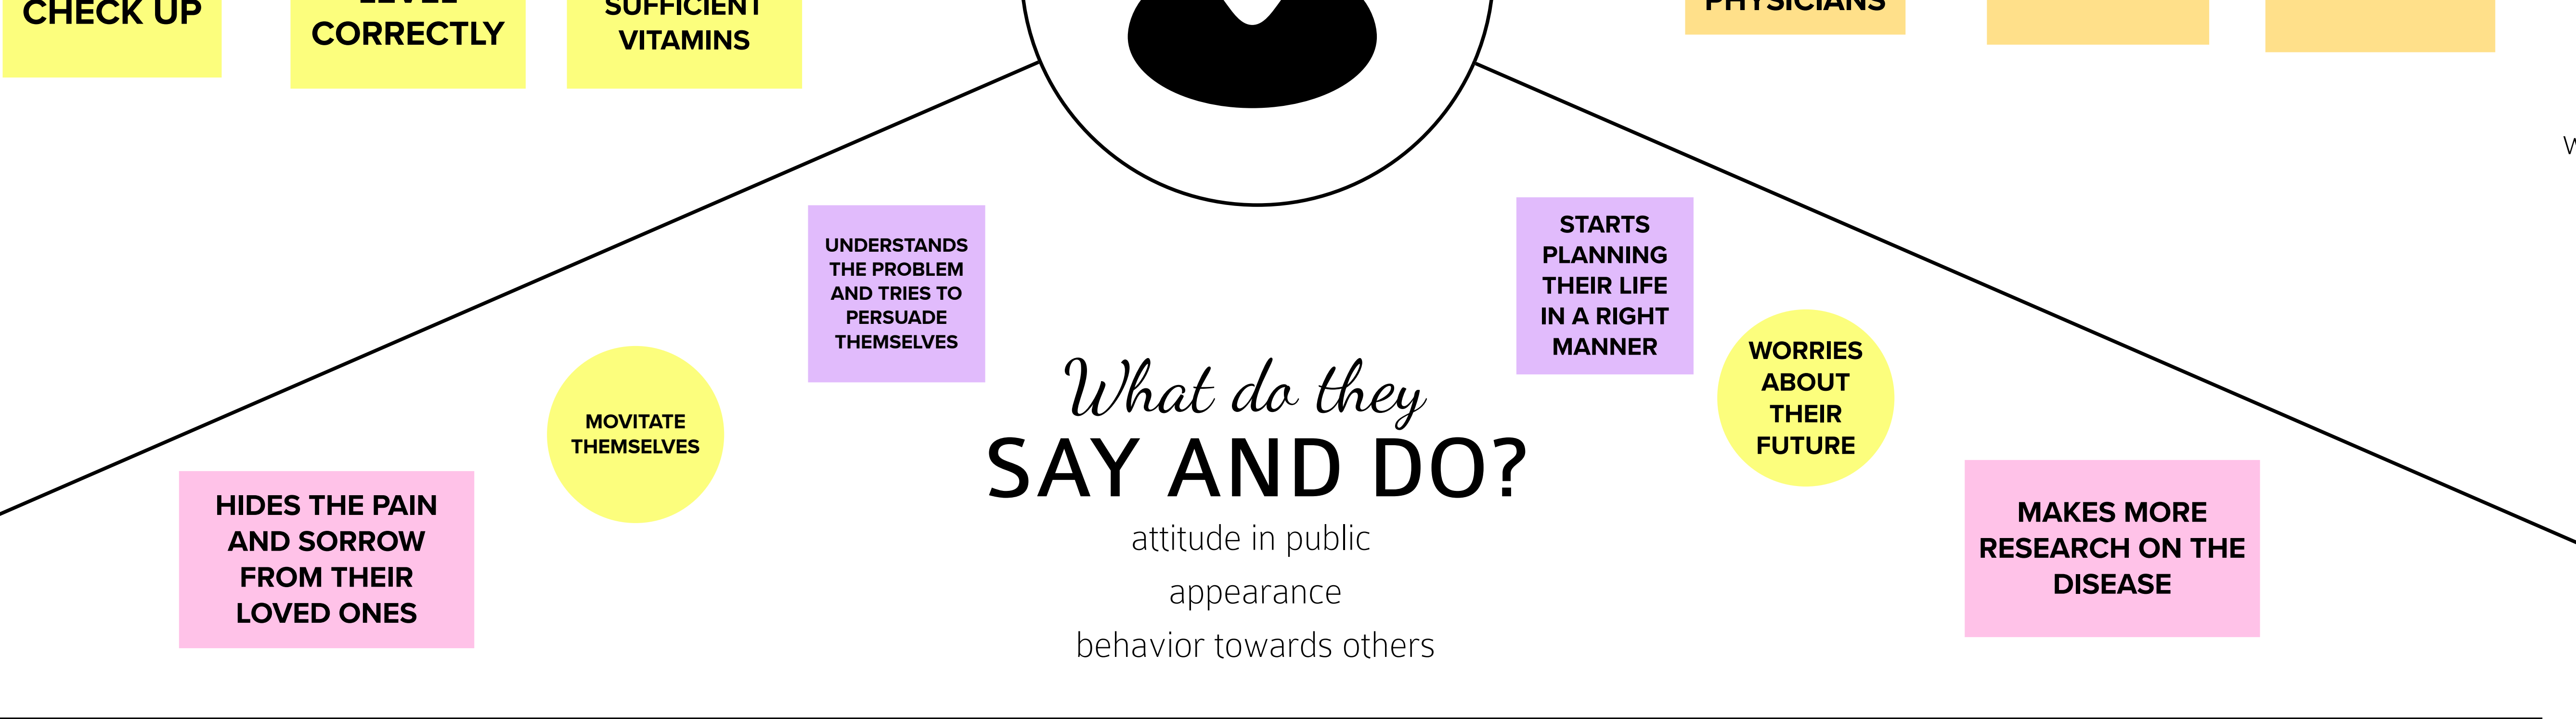 CHECK UP
CORRECTLY
SUFFICIENT
VITAMINS
PHYSICIANS
UNDERSTANDS
THE PROBLEM
AND TRIES TO
PERSUADE
THEMSELVES
STARTS
PLANNING
THEIR LIFE
IN A RIGHT
MANNER
MOVITATE
THEMSELVES
WORRIES
ABOUT
THEIR
FUTURE
What do they
SAY AND DO?
HIDES THE PAIN
AND SORROW
FROM THEIR
LOVED ONES
MAKES MORE
RESEARCH ON THE
DISEASE
attitude in public
appearance
behavior towards others